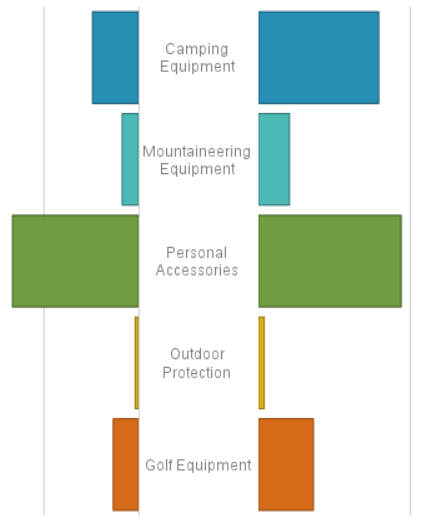 Camping
Equipment
Mountaineering
Equipment
Personal
Accessories
Outdoor
Protection
Golf Equipment